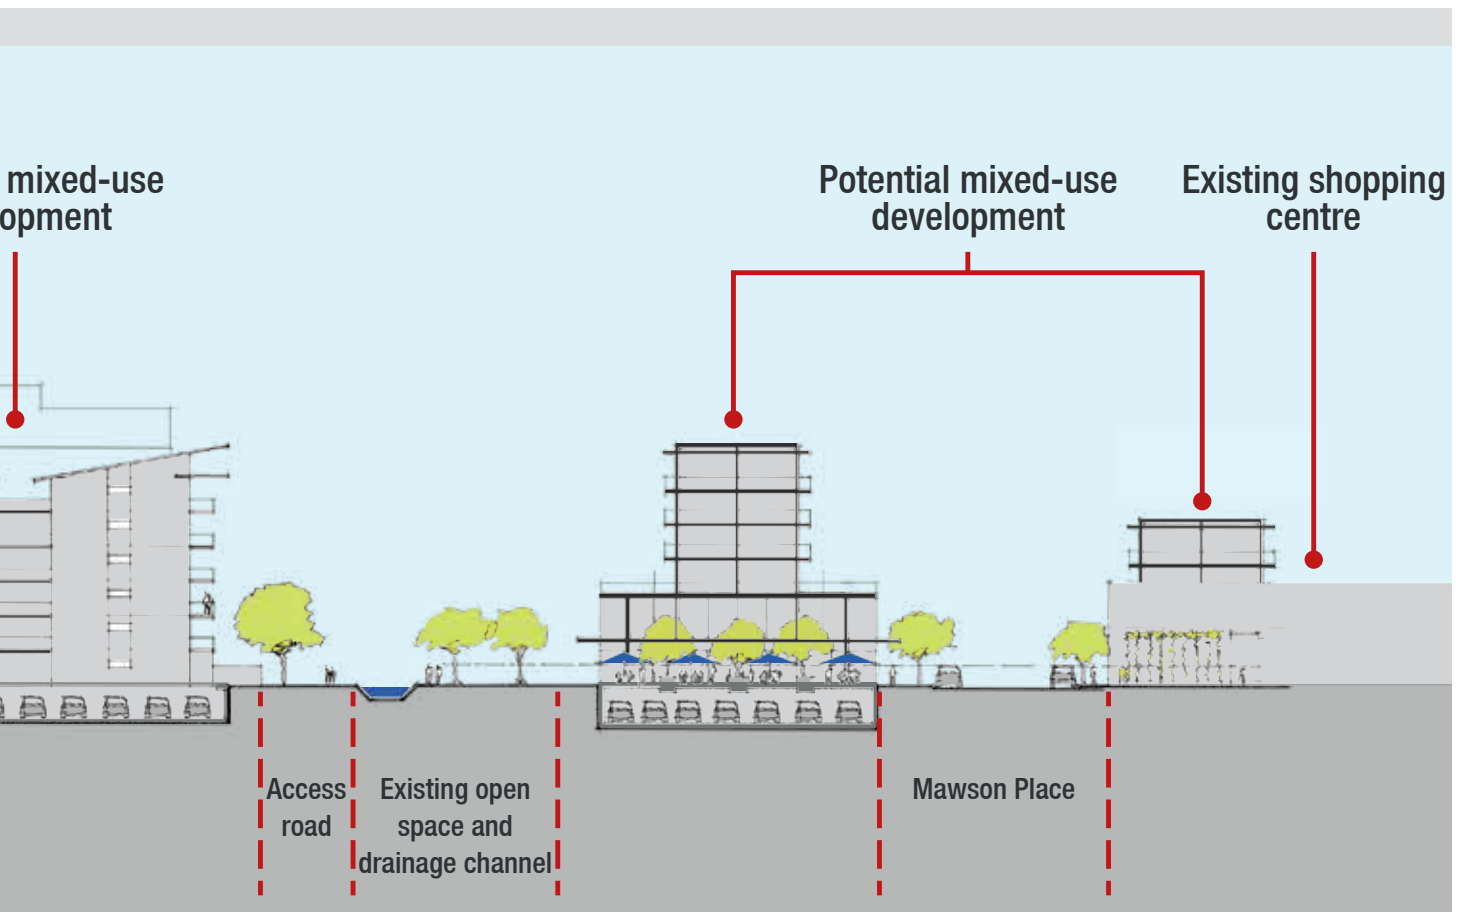 mixed-use
opment
Potential mixed-use
development
Existing shopping
centre
Access
road
Existing open
space and
drainage channel
Mawson Place